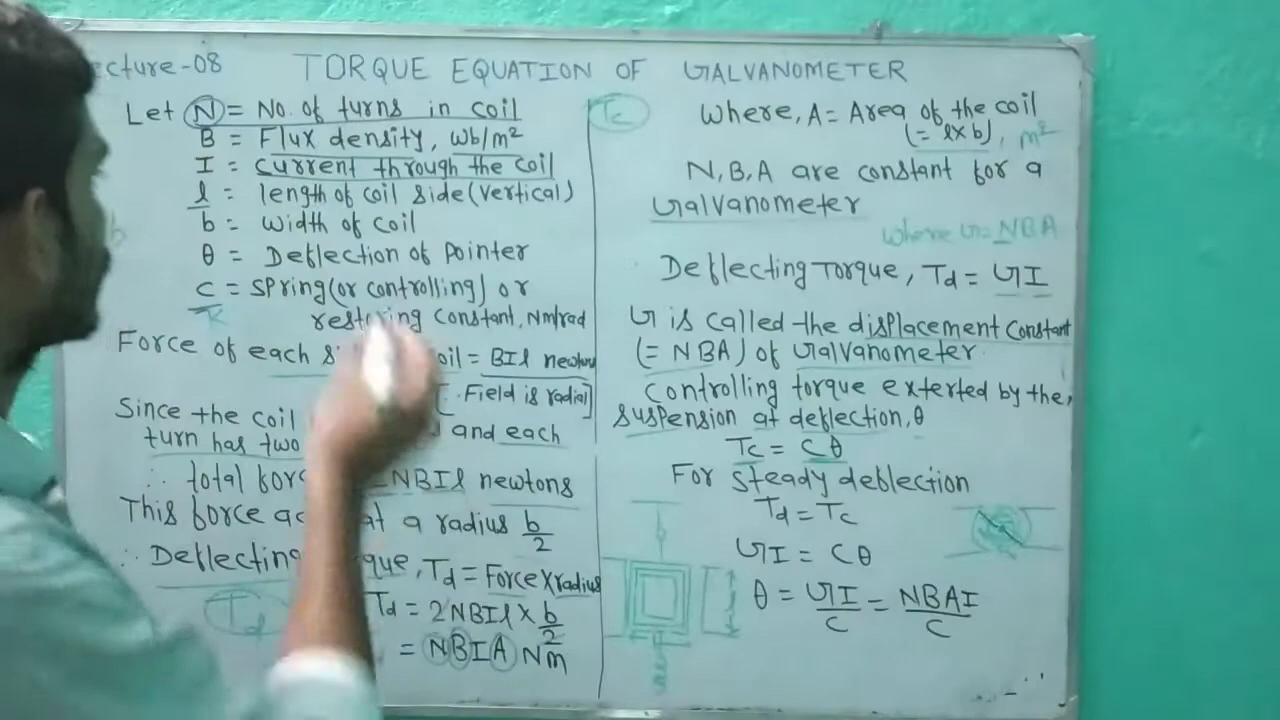 ecture-08 TORQUE EQUATION OF GALVANOMETER
Let N = No. of turns in coil
B = Flux density, wb/m²
I = current through the coil
l = length of coil side (vertical)
b = width of coil
θ = Deflection of pointer
c = spring (or controlling) or
restoring constant, Nm/rad
K
Force of each s oil = BIl newton
[∵ Field is radial]
Since the coil and each
turn has two
∴ total forc NBIl newtons
This force ac at a radius b/2
∴ Deflecting que, Td = Force × radius
Td = 2NBIl × b/2
= NBIA Nm
Td
Tc
Where, A = Area of the coil
(= l×b), m²
N, B, A are constant for a
Galvanometer
where G = NBA
Deflecting Torque, Td = GI
G is called the displacement constant
(= NBA) of Galvanometer.
controlling torque exterted by the
suspension at deflection, θ
Tc = Cθ
For steady deflection
Td = Tc
GI = Cθ
θ = GI/C = NBAI/C